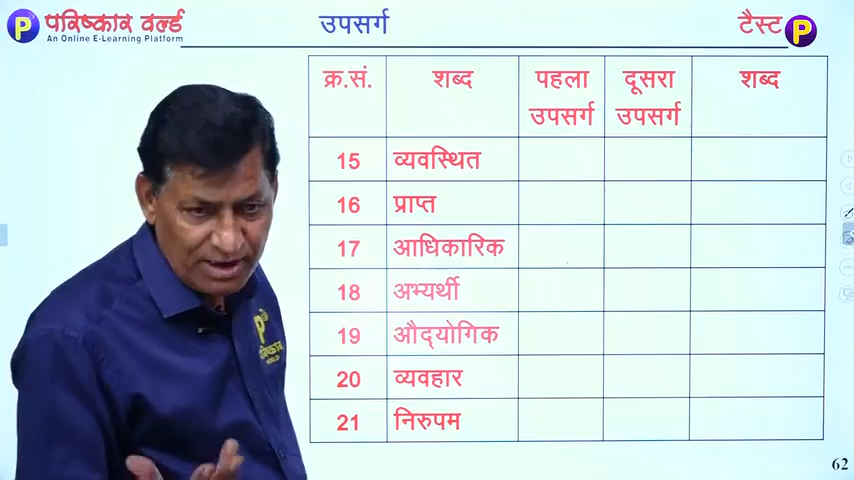 परिष्कार वर्ल्ड
An Online E-Learning Platform
उपसर्ग
टैस्ट
क्र.सं. शब्द पहला उपसर्ग दूसरा उपसर्ग शब्द
15 व्यवस्थित
16 प्राप्त
17 आधिकारिक
18 अभ्यर्थी
19 औद्योगिक
20 व्यवहार
21 निरुपम
62